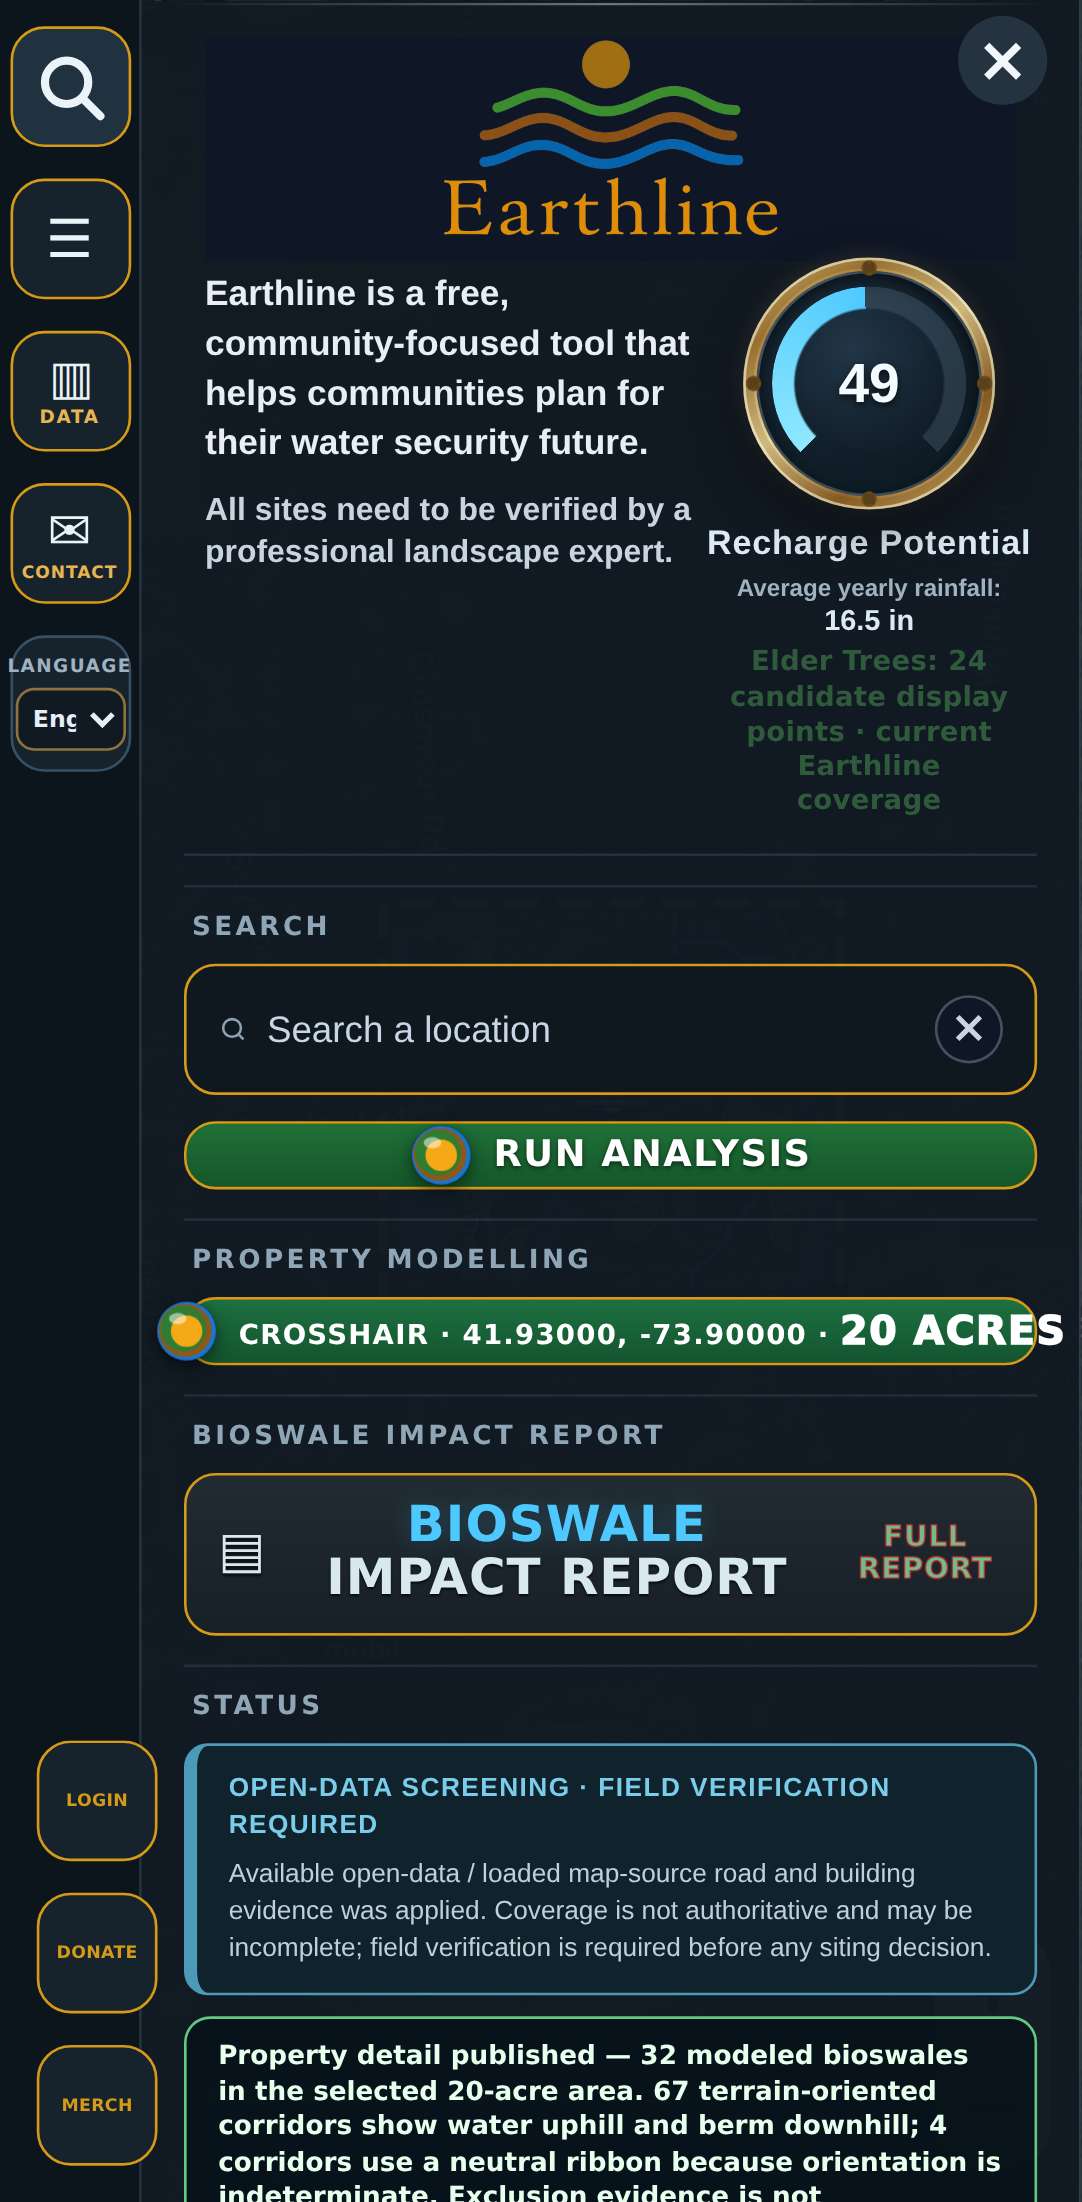 Earthline
Earthline is a free,
community-focused tool that
helps communities plan for
their water security future.
All sites need to be verified by a
professional landscape expert.
49
Recharge Potential
Average yearly rainfall:
16.5 in
Elder Trees: 24
candidate display
points · current
Earthline
coverage
DATA
CONTACT
LANGUAGE
Eng
SEARCH
Search a location
RUN ANALYSIS
PROPERTY MODELLING
CROSSHAIR · 41.93000, -73.90000 · 20 ACRES
BIOSWALE IMPACT REPORT
BIOSWALE
IMPACT REPORT
FULL
REPORT
STATUS
OPEN-DATA SCREENING · FIELD VERIFICATION
REQUIRED
Available open-data / loaded map-source road and building
evidence was applied. Coverage is not authoritative and may be
incomplete; field verification is required before any siting decision.
LOGIN
DONATE
MERCH
Property detail published — 32 modeled bioswales
in the selected 20-acre area. 67 terrain-oriented
corridors show water uphill and berm downhill; 4
corridors use a neutral ribbon because orientation is
indeterminate. Exclusion evidence is not